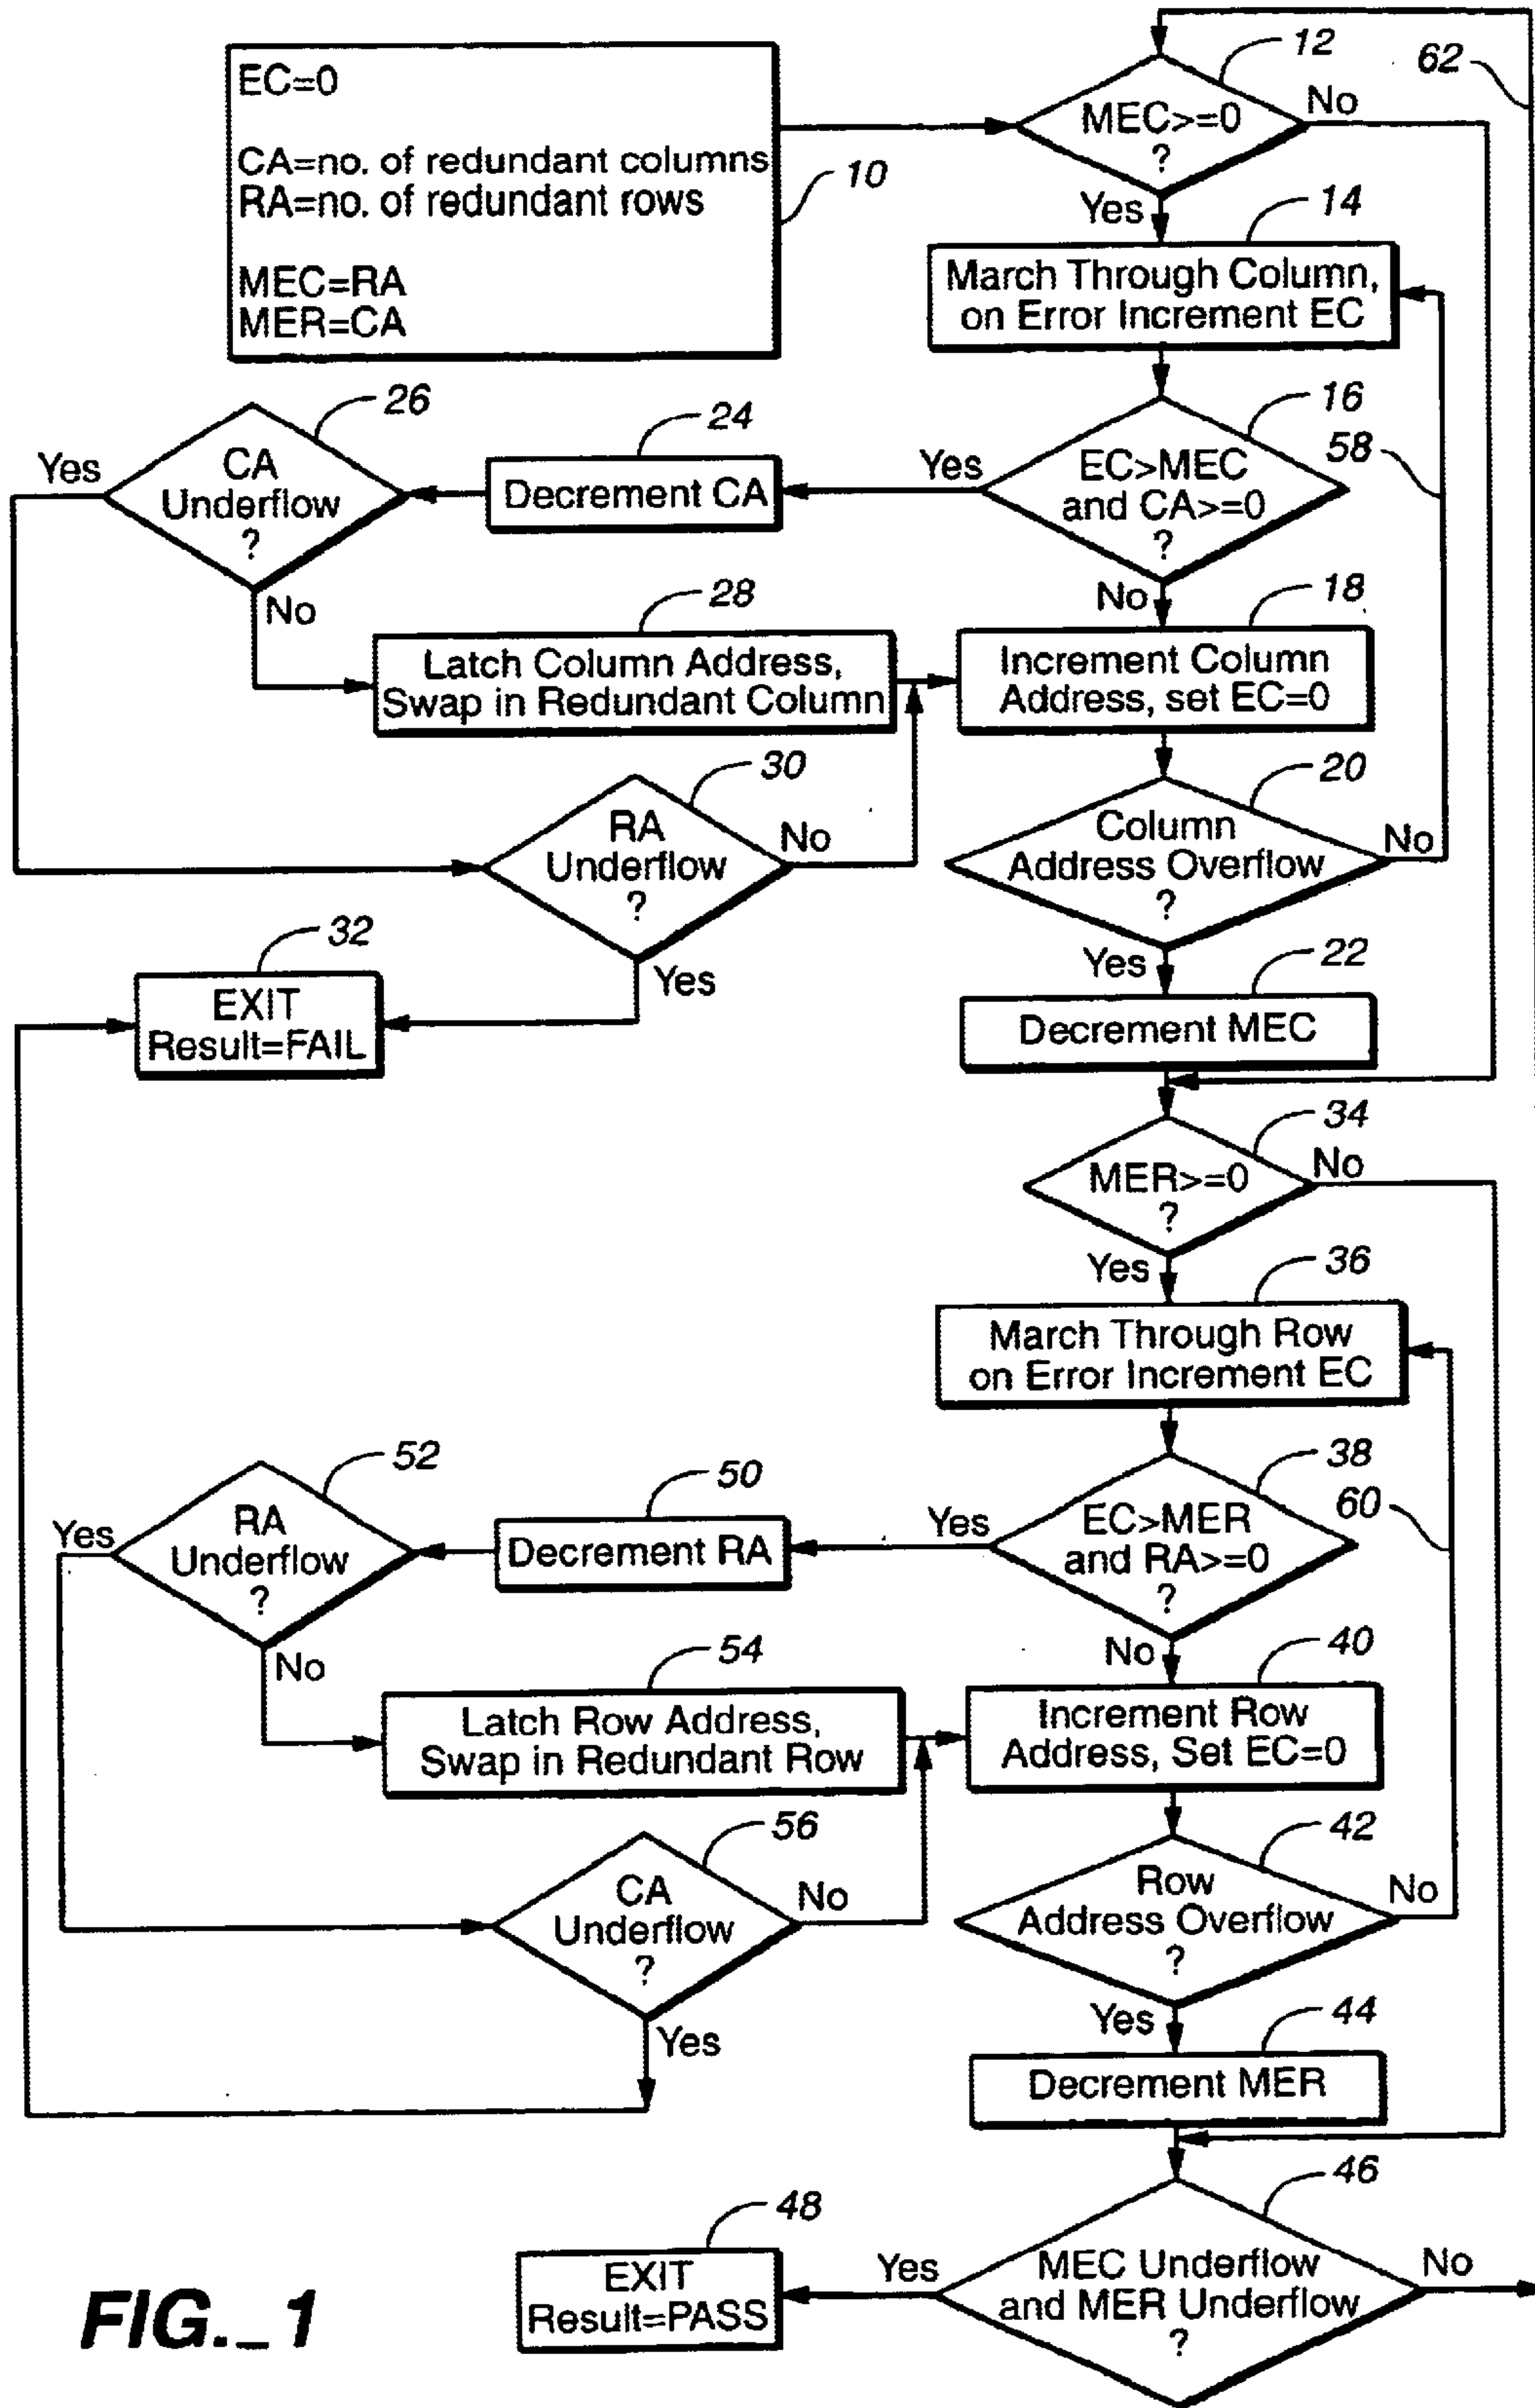 EC=0
CA=no. of redundant columns
RA=no. of redundant rows
MEC=RA
MER=CA
10
MEC>=0
?
12
No
62
Yes
14
March Through Column,
on Error Increment EC
26
CA
Underflow
?
Yes
No
24
Decrement CA
Yes
16
EC>MEC
and CA>=0
?
58
No
28
Latch Column Address,
Swap in Redundant Column
18
Increment Column
Address, set EC=0
30
RA
Underflow
?
No
Yes
20
Column
Address Overflow
?
No
Yes
32
EXIT
Result=FAIL
22
Decrement MEC
34
MER>=0
?
No
Yes
36
March Through Row
on Error Increment EC
52
RA
Underflow
?
Yes
No
50
Decrement RA
Yes
38
EC>MER
and RA>=0
?
60
No
54
Latch Row Address,
Swap in Redundant Row
40
Increment Row
Address, Set EC=0
56
CA
Underflow
?
No
Yes
42
Row
Address Overflow
?
No
Yes
44
Decrement MER
48
EXIT
Result=PASS
Yes
46
MEC Underflow
and MER Underflow
?
No
FIG._1